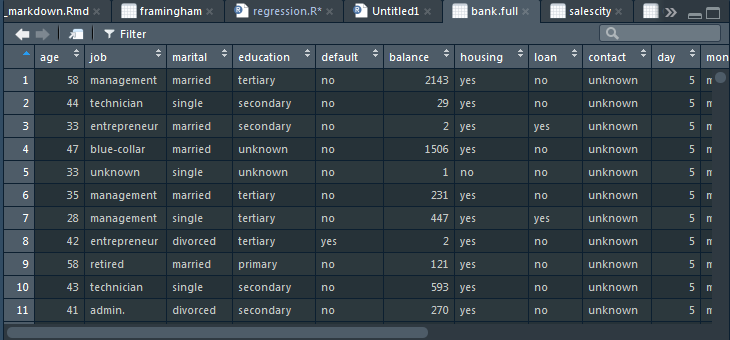 _markdown.Rmd framingham regression.R* Untitled1 bank.full salescity
Filter
age job marital education default balance housing loan contact day mon
1 58 management married tertiary no 2143 yes no unknown 5 m
2 44 technician single secondary no 29 yes no unknown 5 m
3 33 entrepreneur married secondary no 2 yes yes unknown 5 m
4 47 blue-collar married unknown no 1506 yes no unknown 5 m
5 33 unknown single unknown no 1 no no unknown 5 m
6 35 management married tertiary no 231 yes no unknown 5 m
7 28 management single tertiary no 447 yes yes unknown 5 m
8 42 entrepreneur divorced tertiary yes 2 yes no unknown 5 m
9 58 retired married primary no 121 yes no unknown 5 m
10 43 technician single secondary no 593 yes no unknown 5 m
11 41 admin. divorced secondary no 270 yes no unknown 5 m